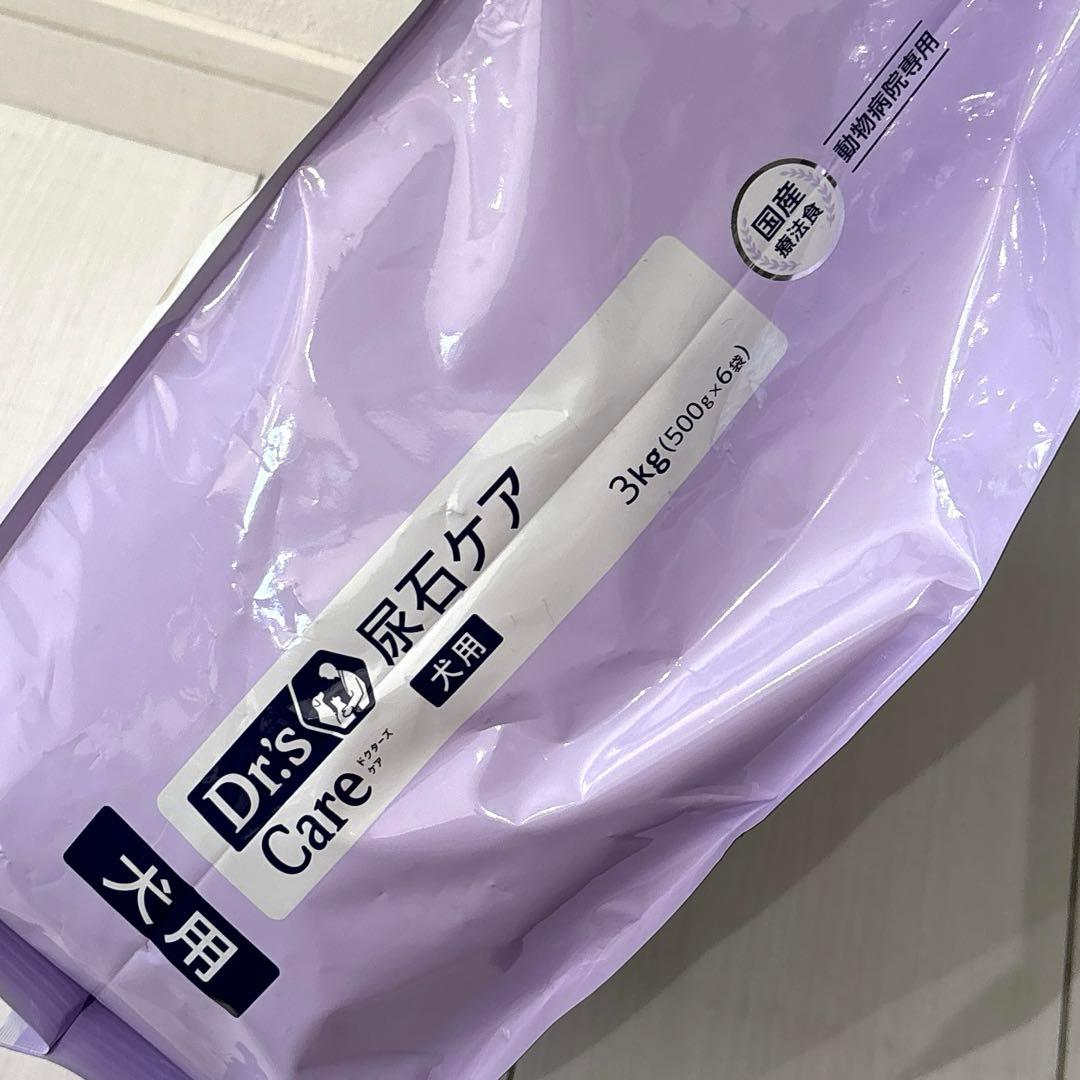 動物病院専用
国産
療法食
Dr.'s
Care
ドクターズ
ケア
尿石ケア
犬用
3kg(500g×6袋)
犬用